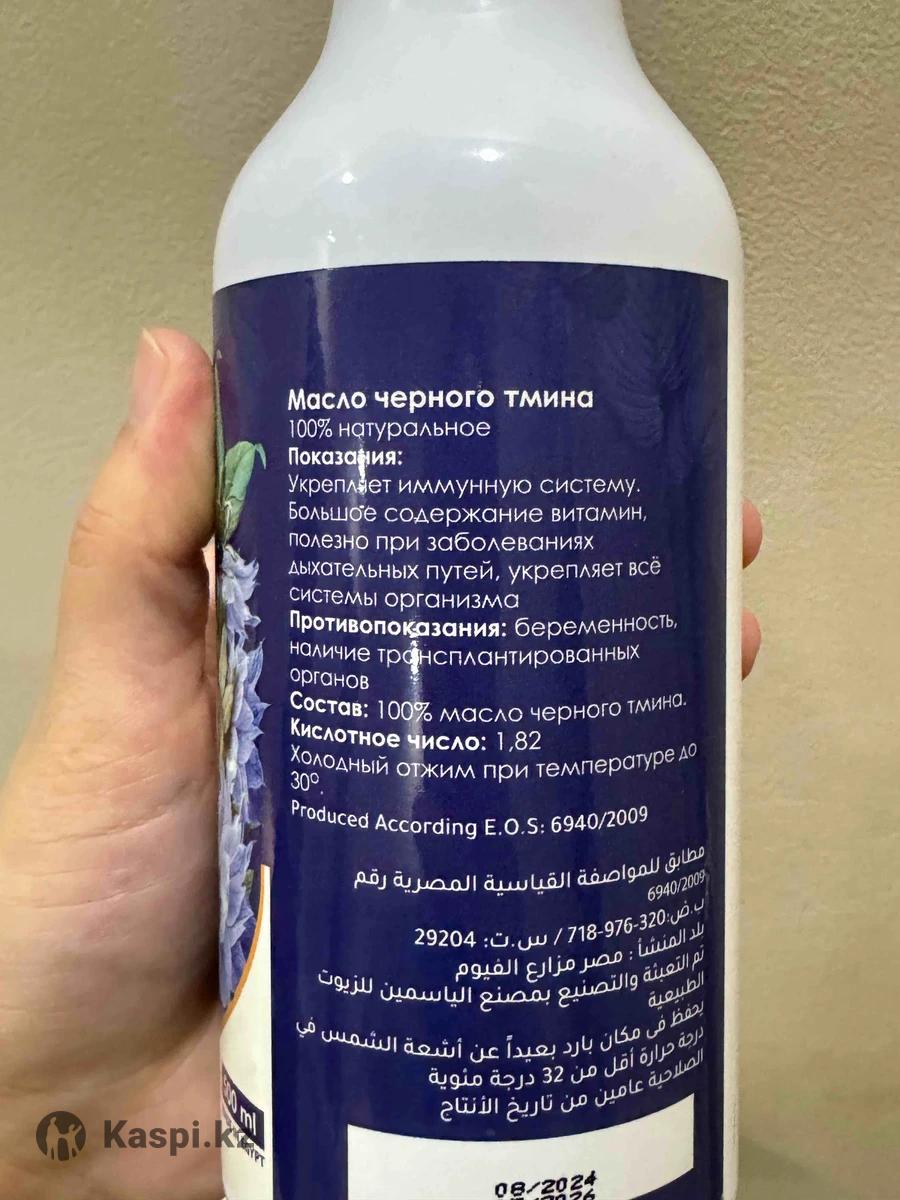 Масло черного тмина
100% натуральное
Показания:
Укрепляет иммунную систему.
Большое содержание витамин,
полезно при заболеваниях
дыхательных путей, укрепляет всё
системы организма
Противопоказания: беременность,
наличие трансплантированных
органов
Состав: 100% масло черного тмина.
Кислотное число: 1,82
Холодный отжим при температуре до
30°.
Produced According E.O.S: 6940/2009
مطابق للمواصفة القياسية المصرية رقم
6940/2009
ب.ض:320-976-718 / س.ت: 29204
بلد المنشأ : مصر مزارع الفيوم
تم التعبئة والتصنيع بمصنع الياسمين للزيوت
الطبيعية
يحفظ فى مكان بارد بعيداً عن أشعة الشمس في
درجة حرارة أقل من 32 درجة مئوية
الصلاحية عامين من تاريخ الأنتاج
500 ml
08/2024
Kaspi.kz